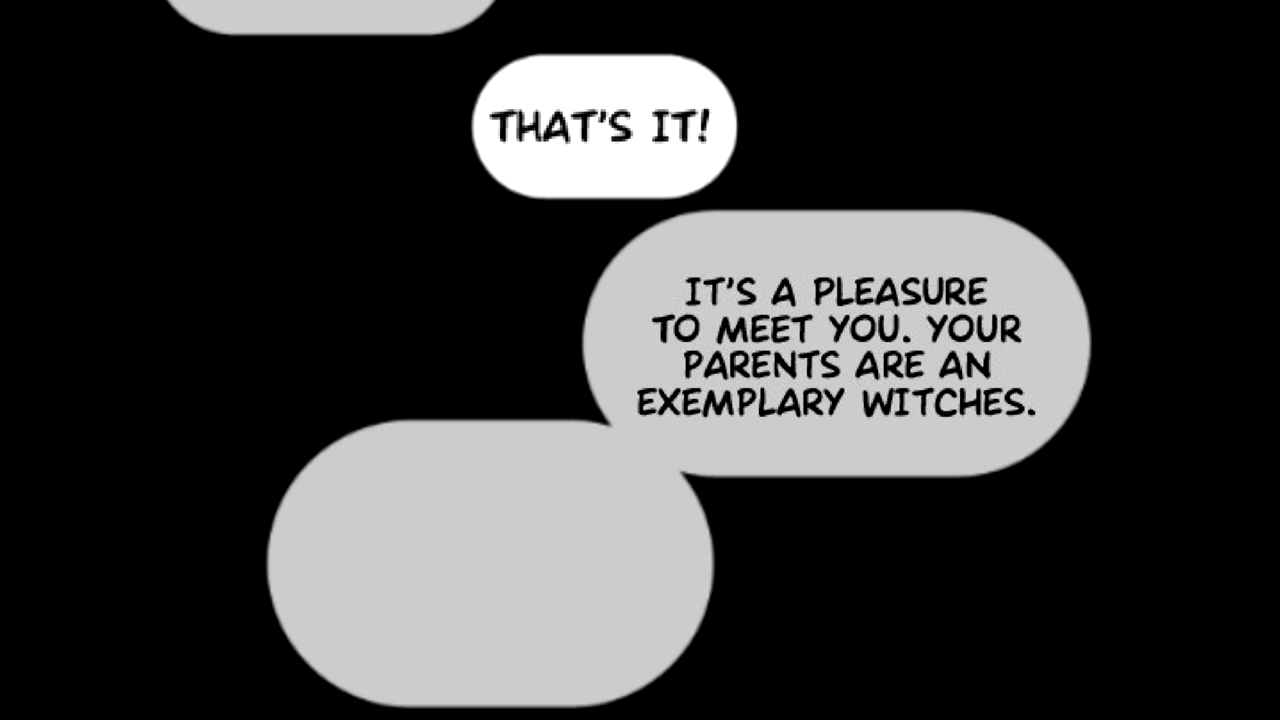 THAT'S IT!
IT'S A PLEASURE
TO MEET YOU. YOUR
PARENTS ARE AN
EXEMPLARY WITCHES.